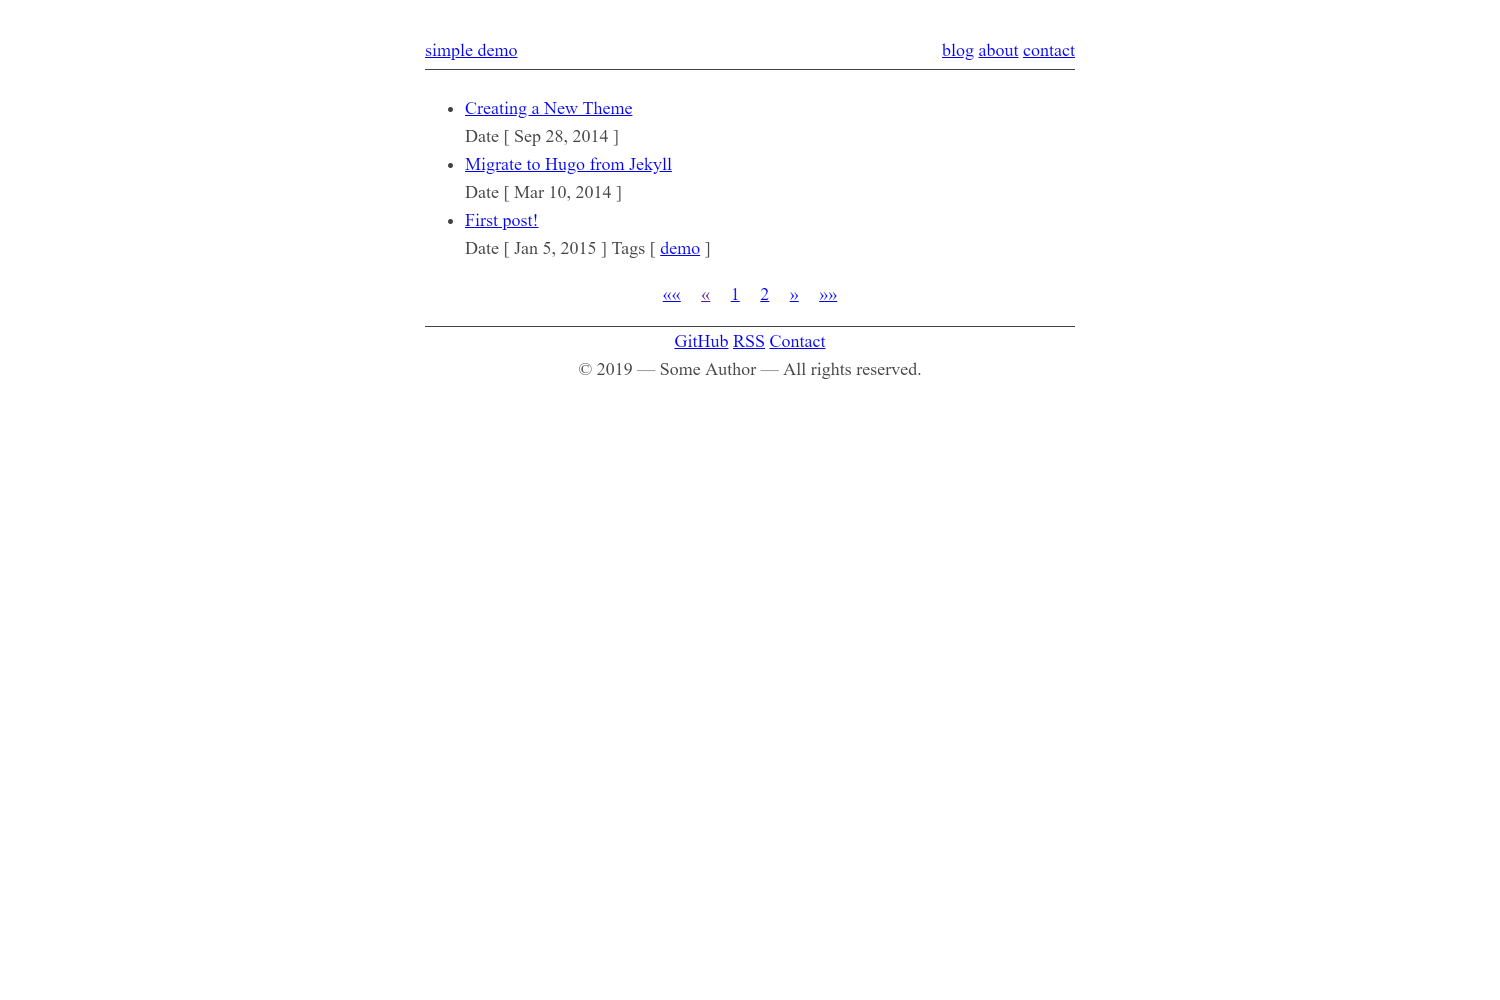 simple demo blog about contact
Creating a New Theme
Date [ Sep 28, 2014 ]
Migrate to Hugo from Jekyll
Date [ Mar 10, 2014 ]
First post!
Date [ Jan 5, 2015 ] Tags [ demo ]
«« « 1 2 » »»
GitHub RSS Contact
© 2019 — Some Author — All rights reserved.